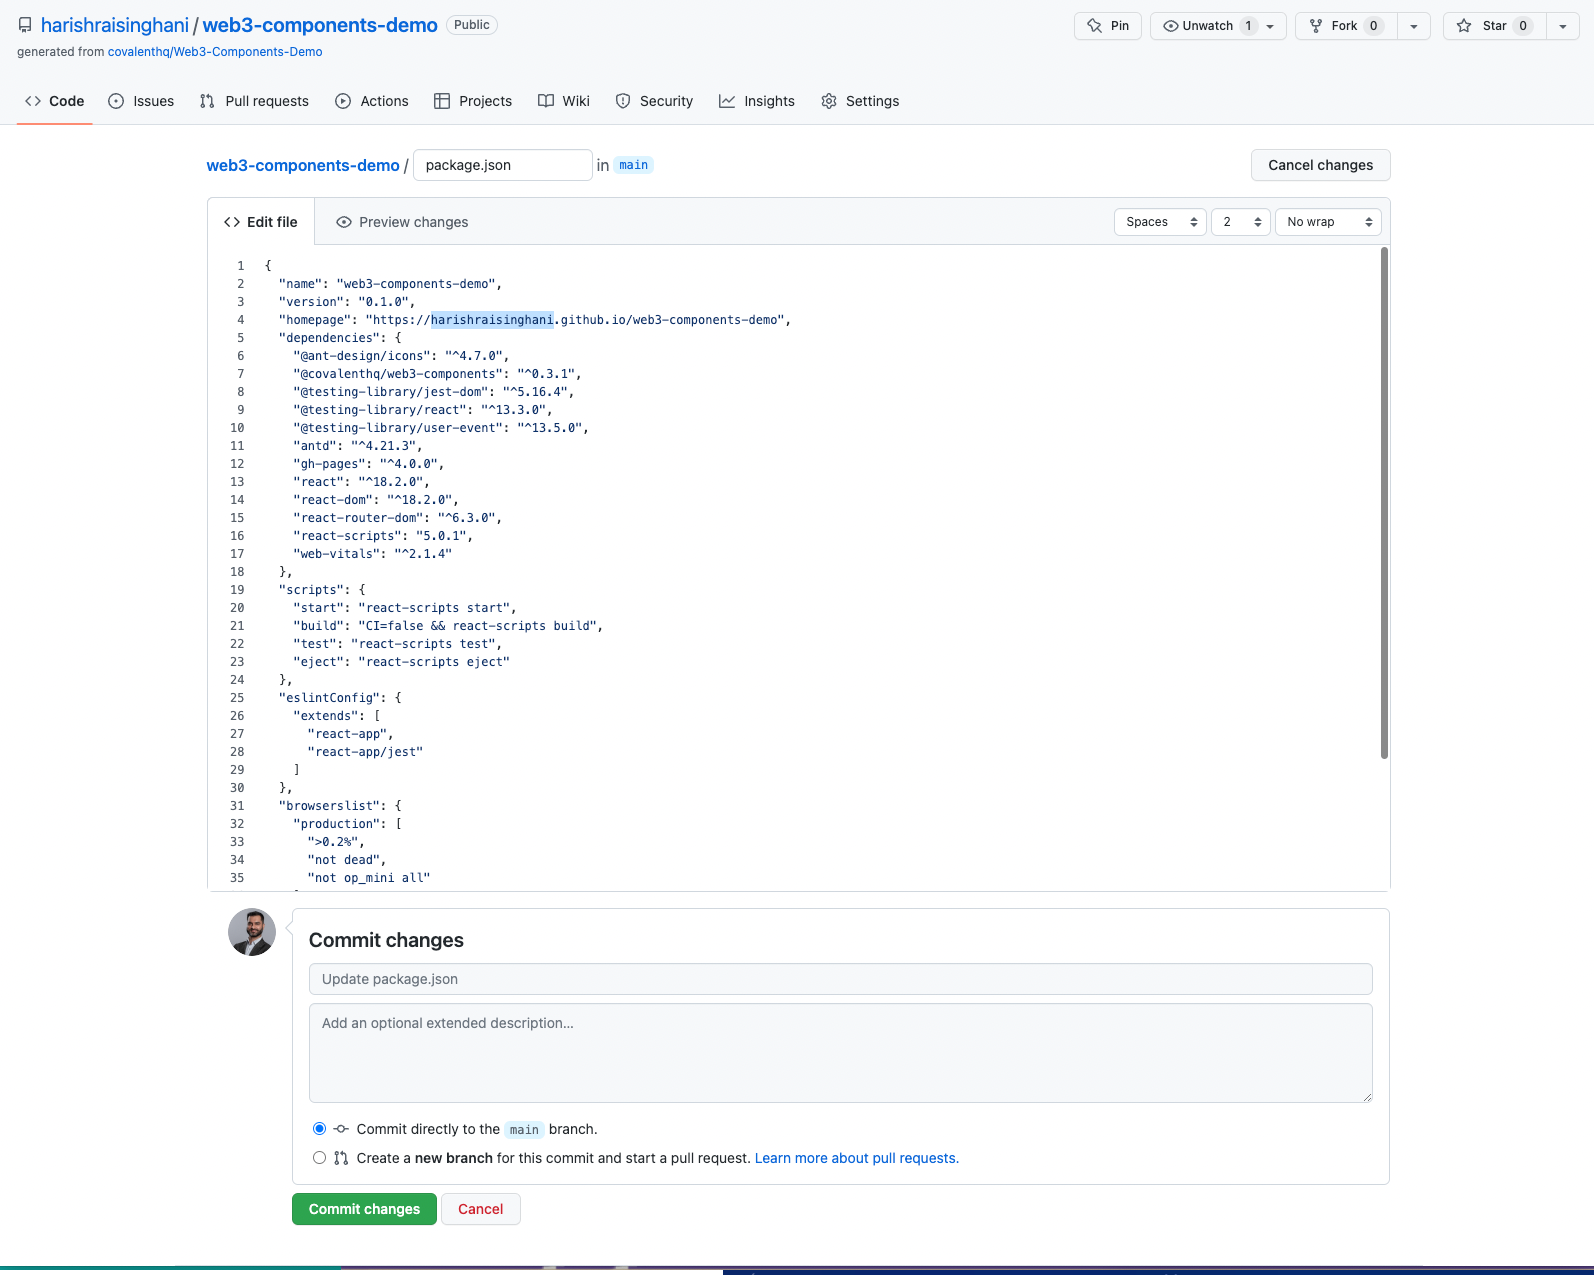 harishraisinghani / web3-components-demo Public
Pin Unwatch 1 Fork 0 Star 0
generated from covalenthq/Web3-Components-Demo
Code Issues Pull requests Actions Projects Wiki Security Insights Settings
web3-components-demo / package.json in main Cancel changes
Edit file Preview changes Spaces 2 No wrap
1 {
2 "name": "web3-components-demo",
3 "version": "0.1.0",
4 "homepage": "https://harishraisinghani.github.io/web3-components-demo",
5 "dependencies": {
6 "@ant-design/icons": "^4.7.0",
7 "@covalenthq/web3-components": "^0.3.1",
8 "@testing-library/jest-dom": "^5.16.4",
9 "@testing-library/react": "^13.3.0",
10 "@testing-library/user-event": "^13.5.0",
11 "antd": "^4.21.3",
12 "gh-pages": "^4.0.0",
13 "react": "^18.2.0",
14 "react-dom": "^18.2.0",
15 "react-router-dom": "^6.3.0",
16 "react-scripts": "5.0.1",
17 "web-vitals": "^2.1.4"
18 },
19 "scripts": {
20 "start": "react-scripts start",
21 "build": "CI=false && react-scripts build",
22 "test": "react-scripts test",
23 "eject": "react-scripts eject"
24 },
25 "eslintConfig": {
26 "extends": [
27 "react-app",
28 "react-app/jest"
29 ]
30 },
31 "browserslist": {
32 "production": [
33 ">0.2%",
34 "not dead",
35 "not op_mini all"
Commit changes
Update package.json
Add an optional extended description...
Commit directly to the main branch.
Create a new branch for this commit and start a pull request. Learn more about pull requests.
Commit changes Cancel